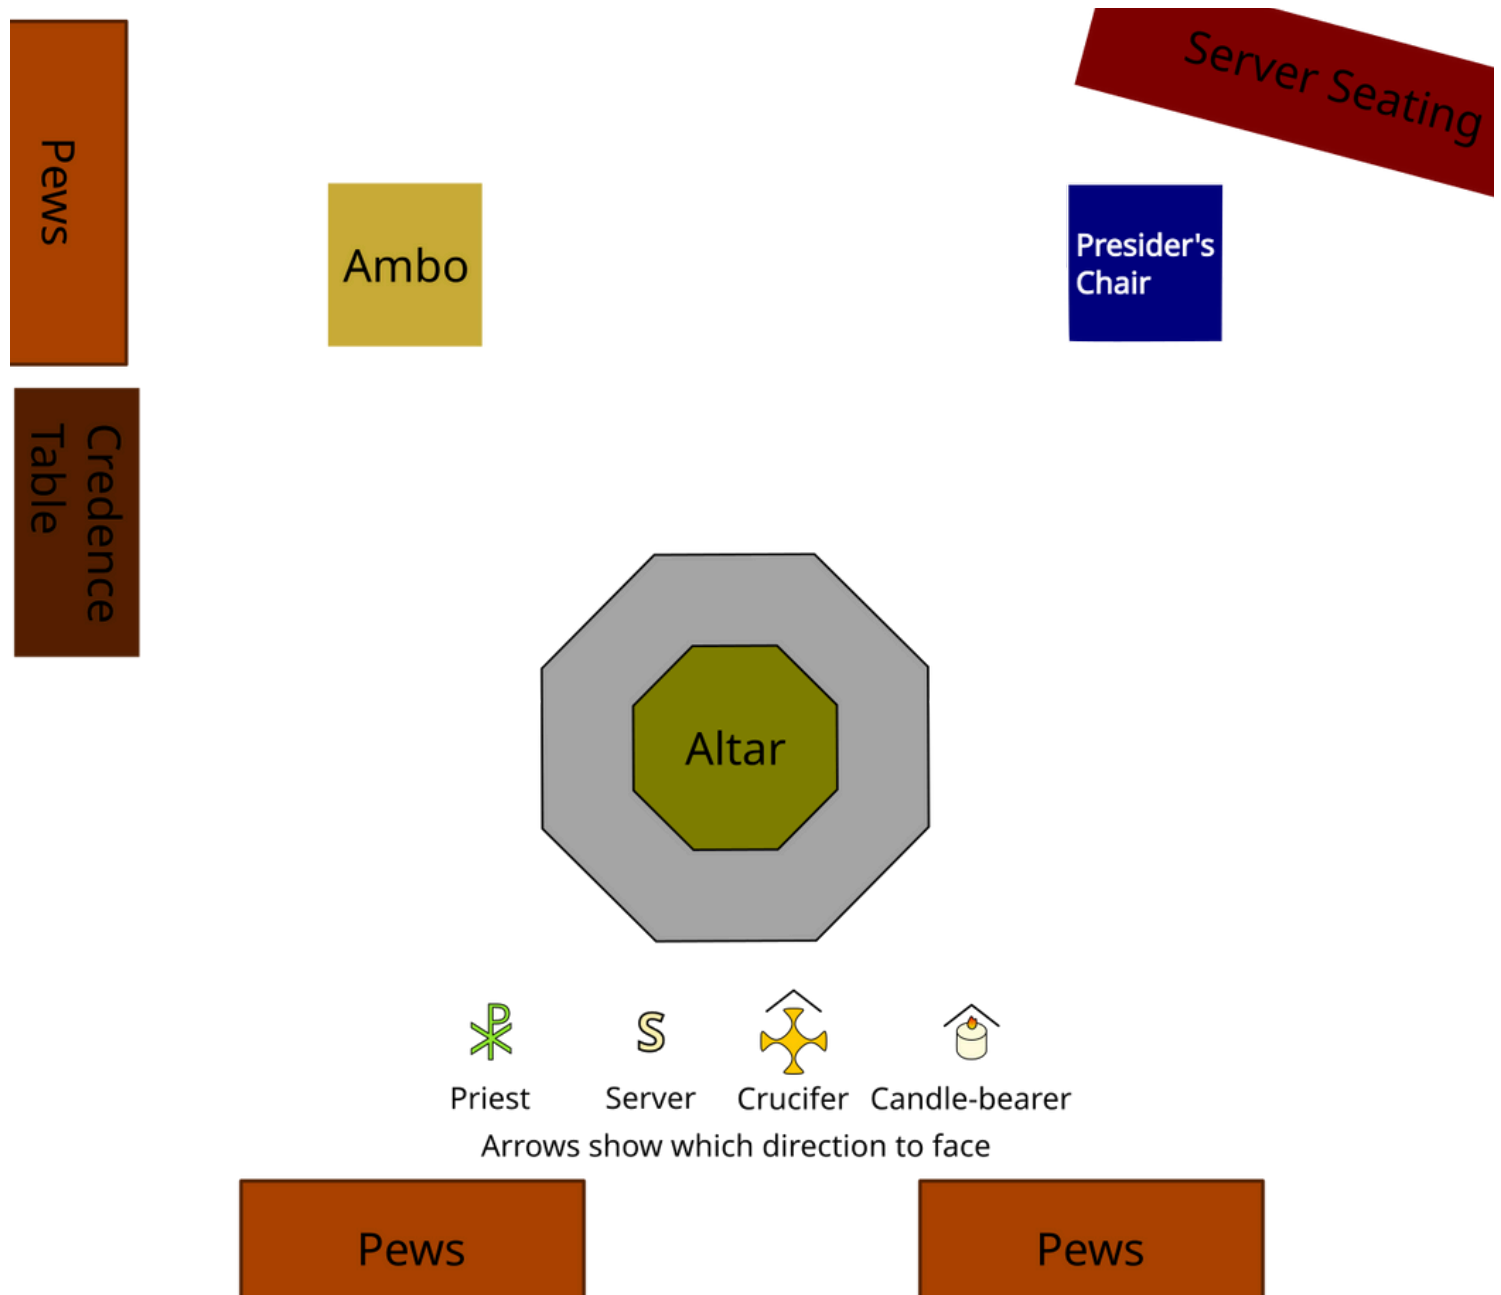 Server Seating
Pews
Ambo
Presider's
Chair
Credence
Table
Altar
Priest
Server
Crucifer
Candle-bearer
Arrows show which direction to face
Pews
Pews